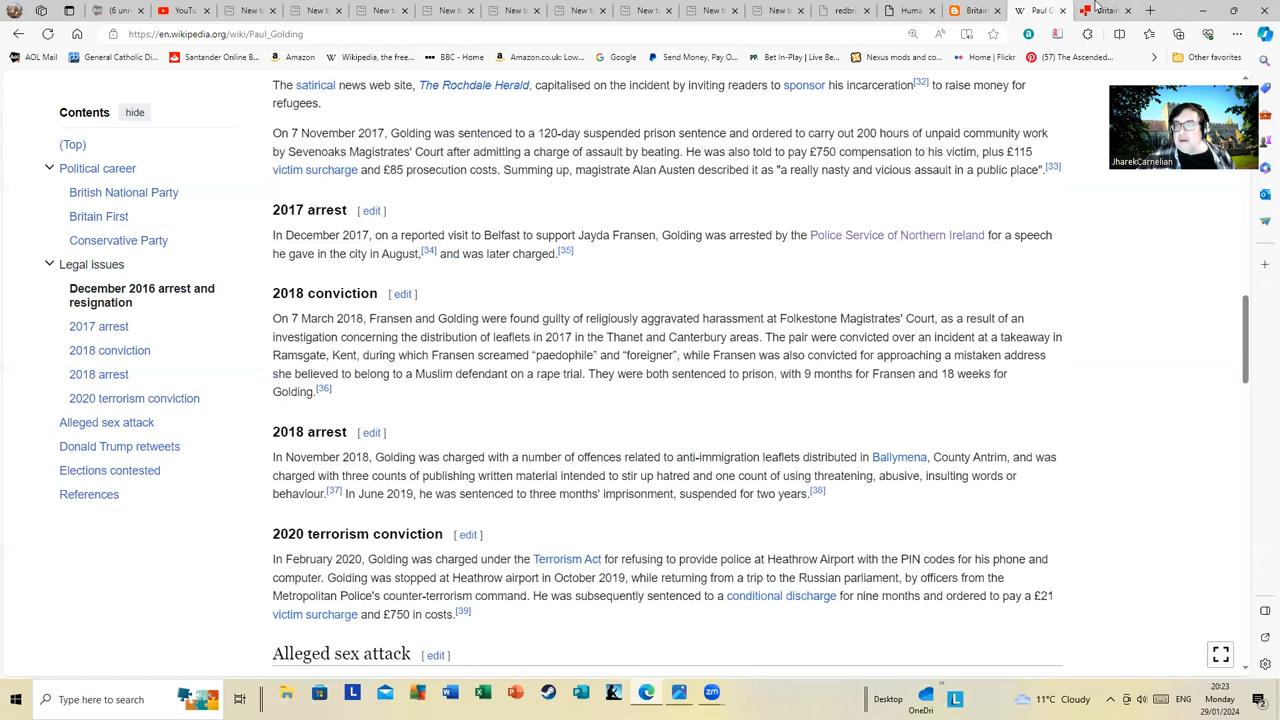 5 unre
YouTu
New t
New t
New t
New t
New t
New t
New t
New t
New t
New t
New t
redbri
Huma
Britain
Paul G
Britain
https://en.wikipedia.org/wiki/Paul_Golding
AOL Mail
General Catholic Di...
Santander Online B...
Amazon
Wikipedia, the free...
BBC - Home
Amazon.co.uk: Low...
Google
Send Money, Pay O...
Bet In-Play | Live Be...
Nexus mods and co...
Home | Flickr
(57) The Ascended...
Other favorites
The satirical news web site, The Rochdale Herald, capitalised on the incident by inviting readers to sponsor his incarceration[32] to raise money for
refugees.
On 7 November 2017, Golding was sentenced to a 120-day suspended prison sentence and ordered to carry out 200 hours of unpaid community work
by Sevenoaks Magistrates' Court after admitting a charge of assault by beating. He was also told to pay £750 compensation to his victim, plus £115
victim surcharge and £85 prosecution costs. Summing up, magistrate Alan Austen described it as "a really nasty and vicious assault in a public place".[33]
2017 arrest [ edit ]
In December 2017, on a reported visit to Belfast to support Jayda Fransen, Golding was arrested by the Police Service of Northern Ireland for a speech
he gave in the city in August,[34] and was later charged.[35]
2018 conviction [ edit ]
On 7 March 2018, Fransen and Golding were found guilty of religiously aggravated harassment at Folkestone Magistrates' Court, as a result of an
investigation concerning the distribution of leaflets in 2017 in the Thanet and Canterbury areas. The pair were convicted over an incident at a takeaway in
Ramsgate, Kent, during which Fransen screamed “paedophile” and “foreigner”, while Fransen was also convicted for approaching a mistaken address
she believed to belong to a Muslim defendant on a rape trial. They were both sentenced to prison, with 9 months for Fransen and 18 weeks for
Golding.[36]
2018 arrest [ edit ]
In November 2018, Golding was charged with a number of offences related to anti-immigration leaflets distributed in Ballymena, County Antrim, and was
charged with three counts of publishing written material intended to stir up hatred and one count of using threatening, abusive, insulting words or
behaviour.[37] In June 2019, he was sentenced to three months' imprisonment, suspended for two years.[38]
2020 terrorism conviction [ edit ]
In February 2020, Golding was charged under the Terrorism Act for refusing to provide police at Heathrow Airport with the PIN codes for his phone and
computer. Golding was stopped at Heathrow airport in October 2019, while returning from a trip to the Russian parliament, by officers from the
Metropolitan Police's counter-terrorism command. He was subsequently sentenced to a conditional discharge for nine months and ordered to pay a £21
victim surcharge and £750 in costs.[39]
Alleged sex attack [ edit ]
Contents hide
(Top)
Political career
British National Party
Britain First
Conservative Party
Legal issues
December 2016 arrest and
resignation
2017 arrest
2018 conviction
2018 arrest
2020 terrorism conviction
Alleged sex attack
Donald Trump retweets
Elections contested
References
JharekCarnelian
Type here to search
Desktop
OneDri
11°C Cloudy
ENG
20:23
Monday
29/01/2024